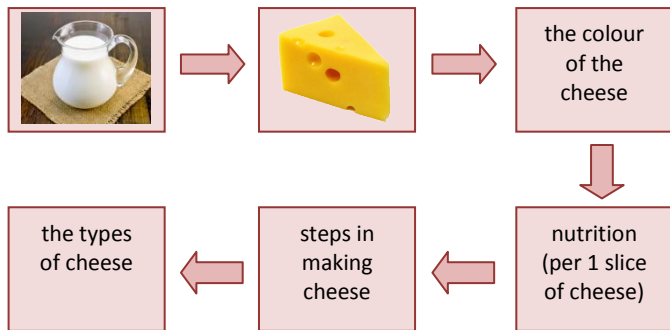 the colour
of the
cheese
nutrition
(per 1 slice
of cheese)
steps in
making
cheese
the types
of cheese